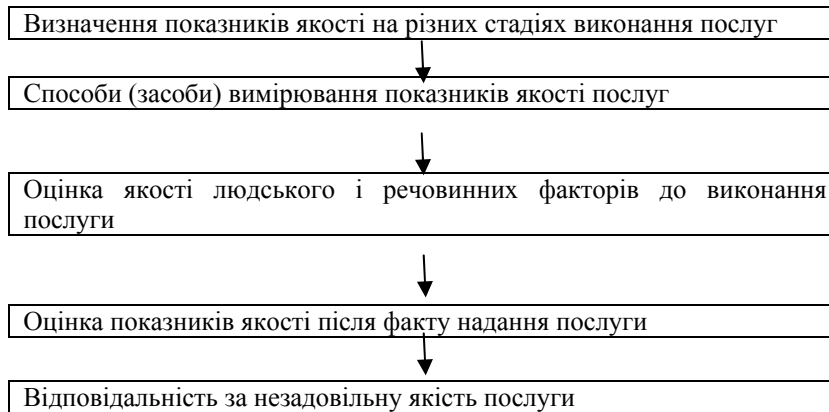 Визначення показників якості на різних стадіях виконання послуг
Способи (засоби) вимірювання показників якості послуг
Оцінка якості людського і речовинних факторів до виконання
послуги
Оцінка показників якості після факту надання послуги
Відповідальність за незадовільну якість послуги